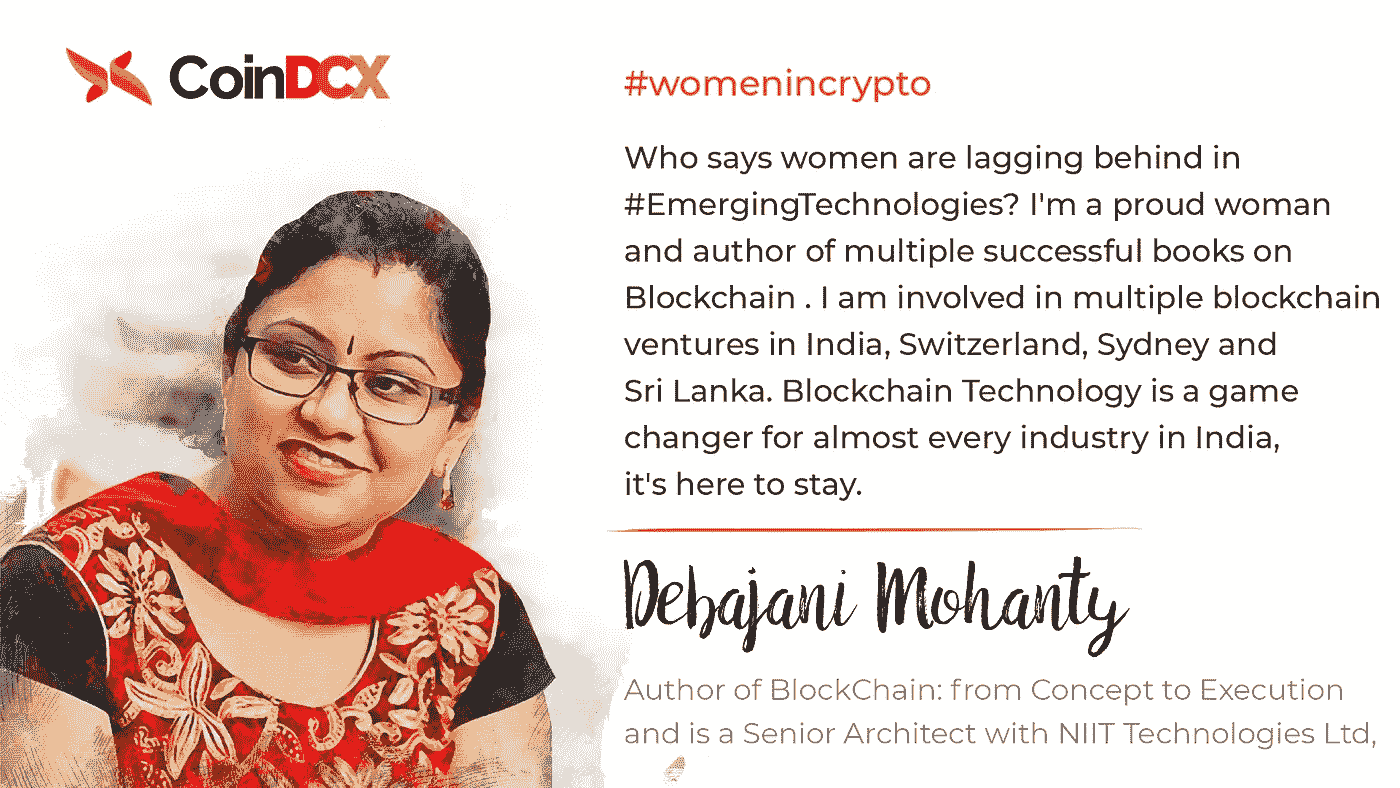 CoinDCX
#womenincrypto
Who says women are lagging behind in
#EmergingTechnologies? I'm a proud woman
and author of multiple successful books on
Blockchain . I am involved in multiple blockchain
ventures in India, Switzerland, Sydney and
Sri Lanka. Blockchain Technology is a game
changer for almost every industry in India,
it's here to stay.
Debajani Mohanty
Author of BlockChain: from Concept to Execution
and is a Senior Architect with NIIT Technologies Ltd,